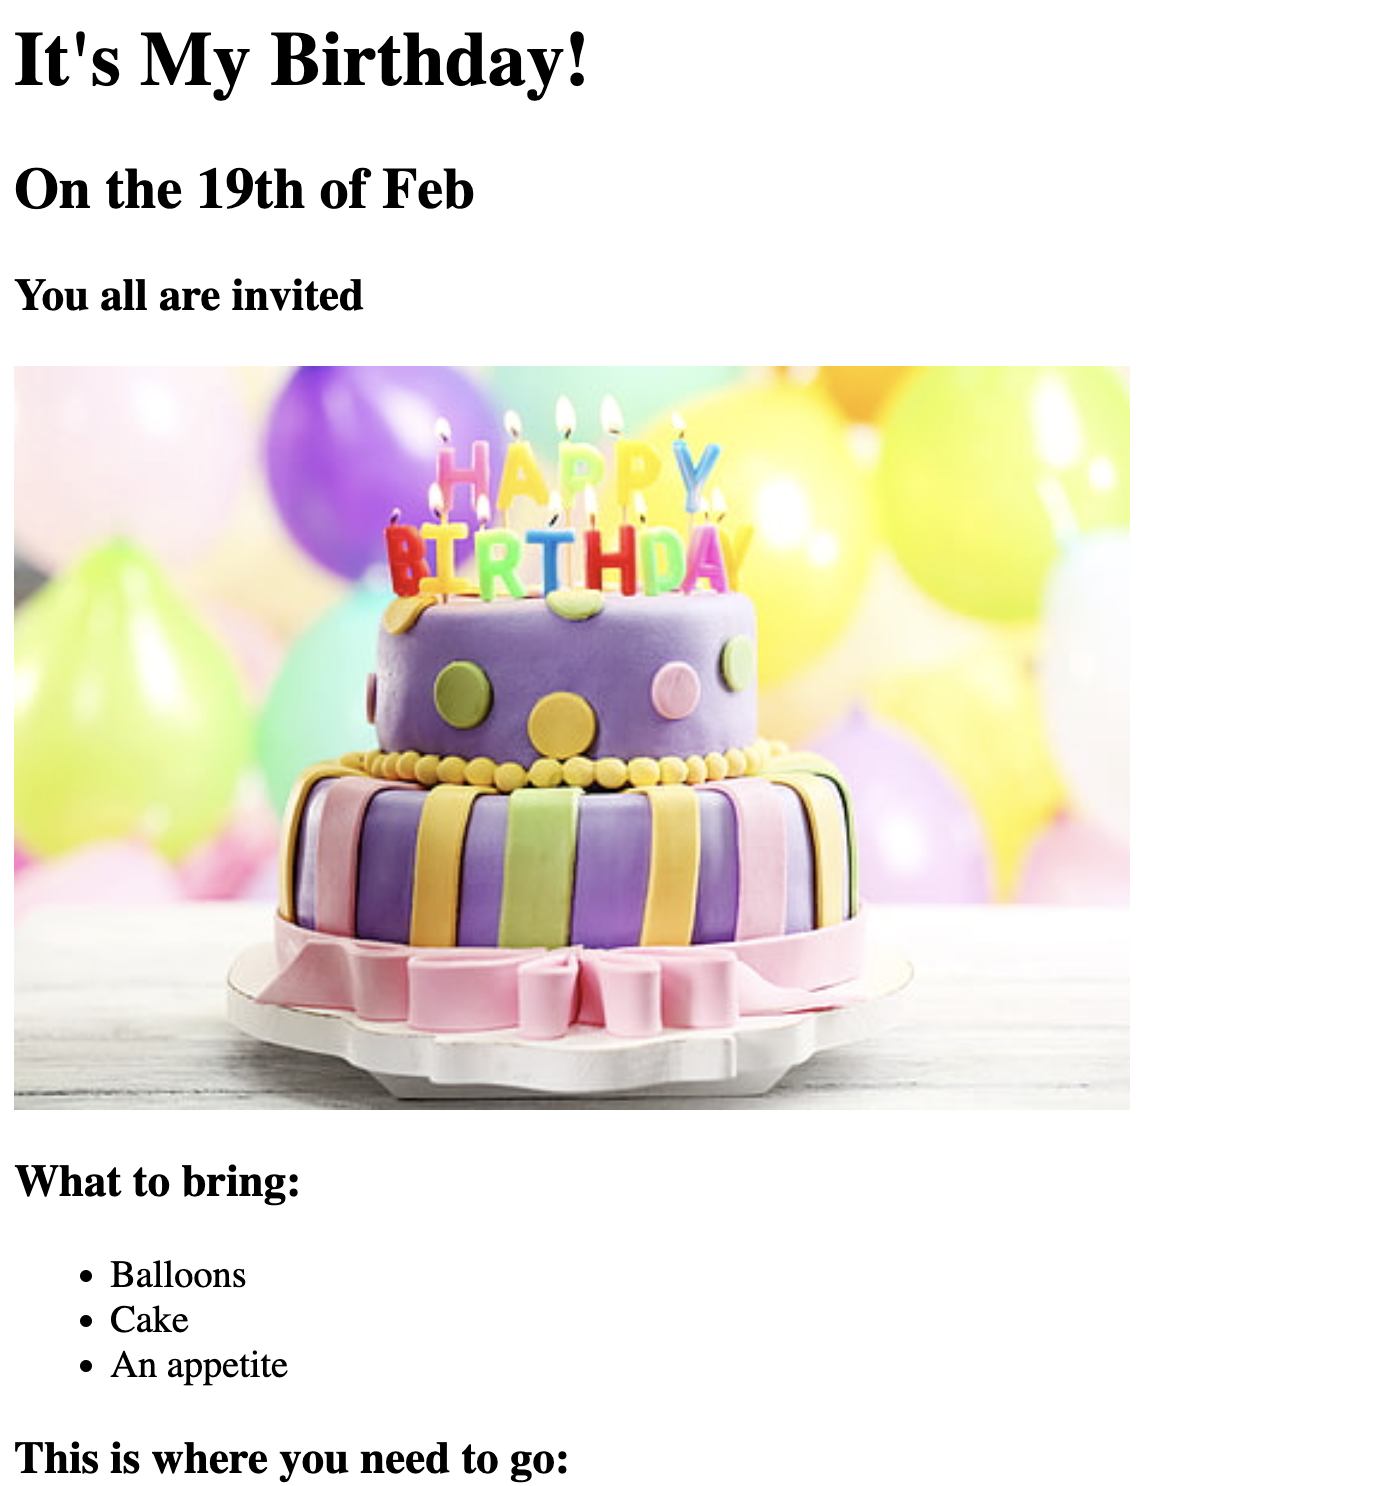 It's My Birthday!
On the 19th of Feb
You all are invited
HAPPY
BIRTHDAY
What to bring:
• Balloons
• Cake
• An appetite
This is where you need to go: